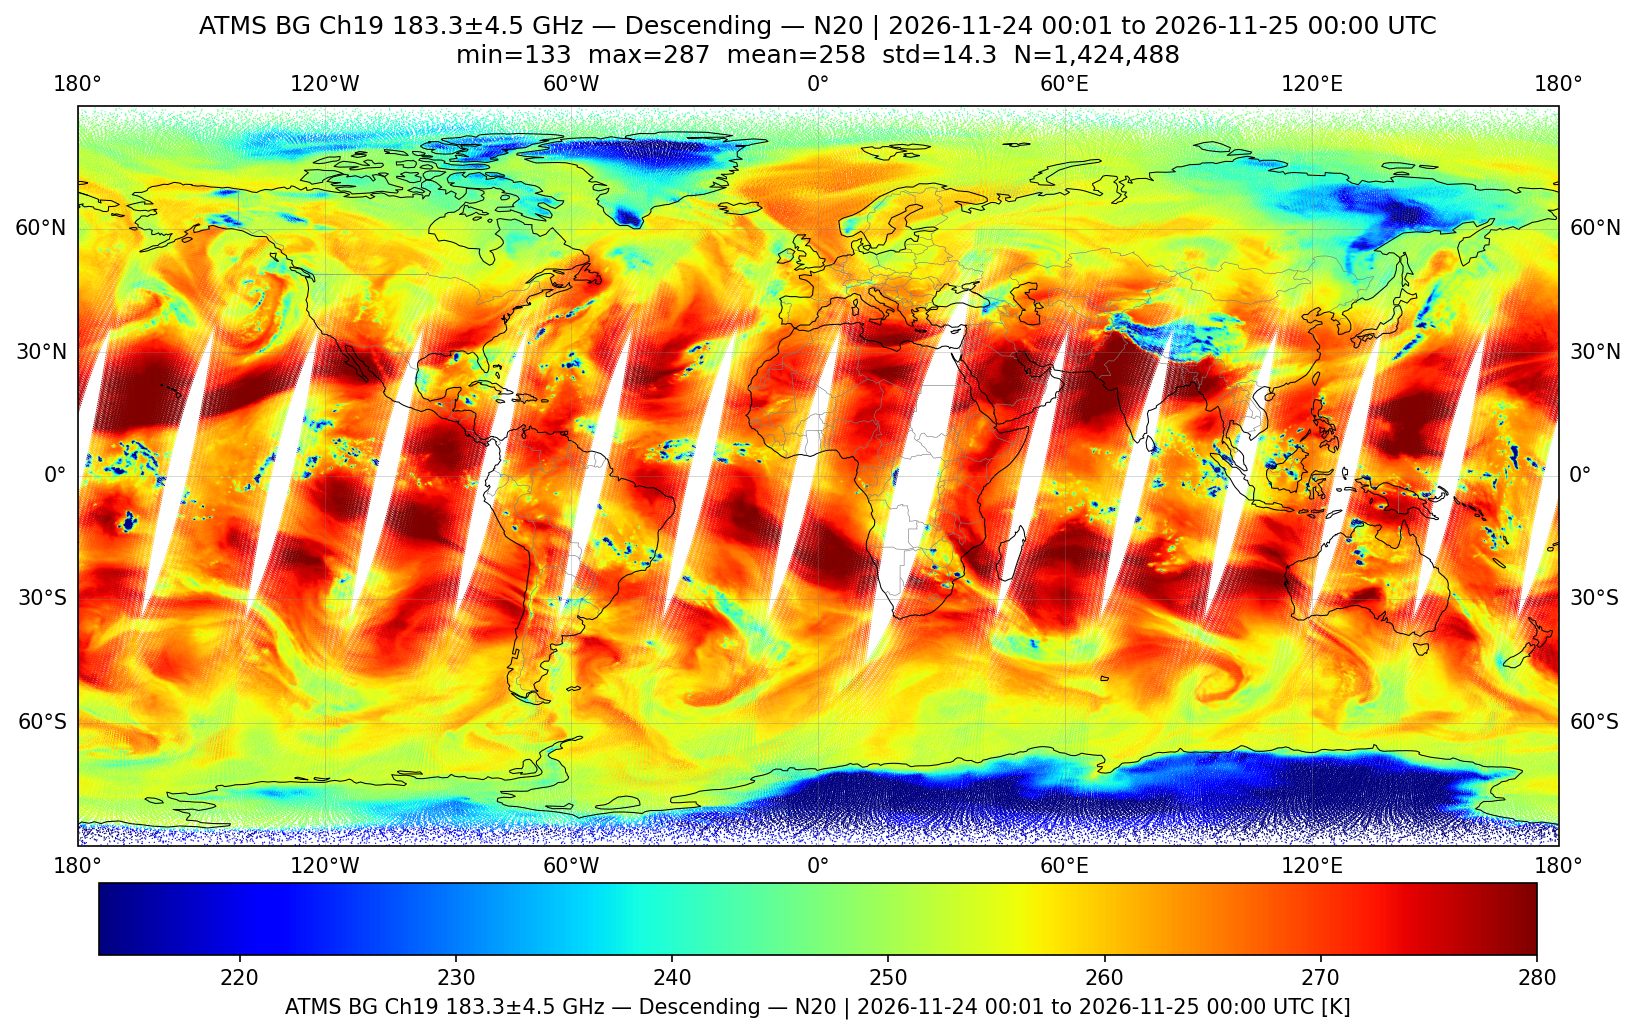 ATMS BG Ch19 183.3±4.5 GHz — Descending — N20 | 2026-11-24 00:01 to 2026-11-25 00:00 UTC
min=133 max=287 mean=258 std=14.3 N=1,424,488
180° 120°W 60°W 0° 60°E 120°E 180°
60°N 60°N
30°N 30°N
0° 0°
30°S 30°S
60°S 60°S
180° 120°W 60°W 0° 60°E 120°E 180°
220 230 240 250 260 270 280
ATMS BG Ch19 183.3±4.5 GHz — Descending — N20 | 2026-11-24 00:01 to 2026-11-25 00:00 UTC [K]